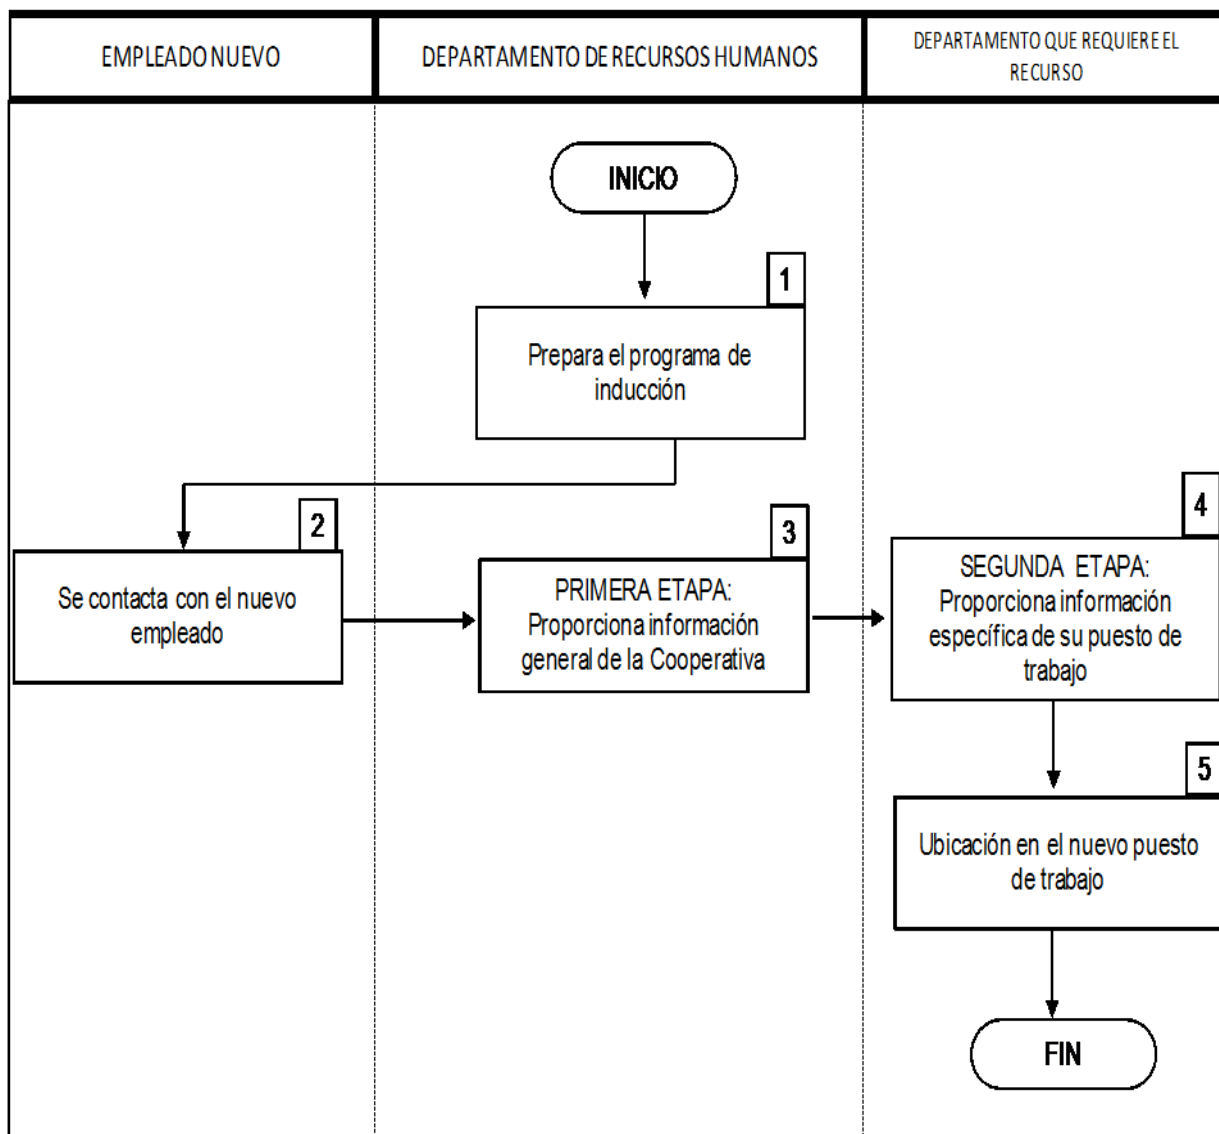 EMPLEADO NUEVO
DEPARTAMENTO DE RECURSOS HUMANOS
DEPARTAMENTO QUE REQUIERE EL
RECURSO
INICIO
1
Prepara el programa de
inducción
2
Se contacta con el nuevo
empleado
3
PRIMERA ETAPA:
Proporciona información
general de la Cooperativa
4
SEGUNDA ETAPA:
Proporciona información
específica de su puesto de
trabajo
5
Ubicación en el nuevo puesto
de trabajo
FIN